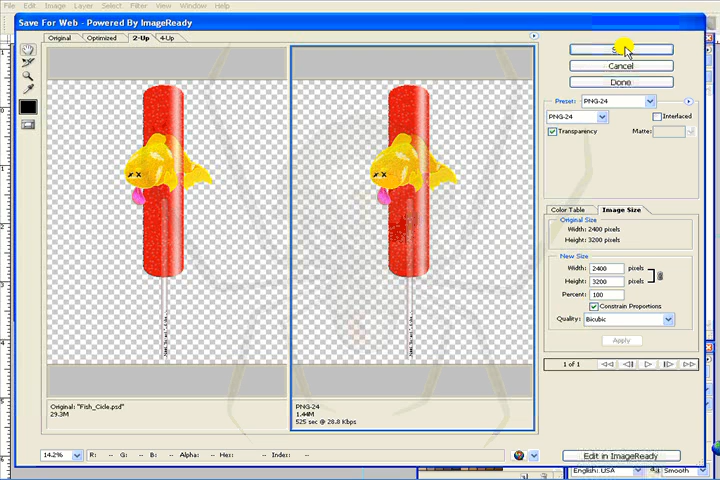 File Edit Image Layer Select Filter View Window Help
Save For Web - Powered By ImageReady
Original Optimized 2-Up 4-Up
Cancel
Done
Preset: PNG-24
PNG-24 Interlaced
Transparency Matte:
Color Table Image Size
Original Size
Width: 2400 pixels
Height: 3200 pixels
New Size
Width: 2400 pixels
Height: 3200 pixels
Percent: 100
Constrain Proportions
Quality: Bicubic
Apply
1 of 1
Original: "Fish_Cicle.psd"
29.3M
PNG-24
1.44M
525 sec @ 28.8 Kbps
14.2% R: -- G: -- B: -- Alpha: -- Hex: -- Index: --
Edit in ImageReady
English: USA Smooth